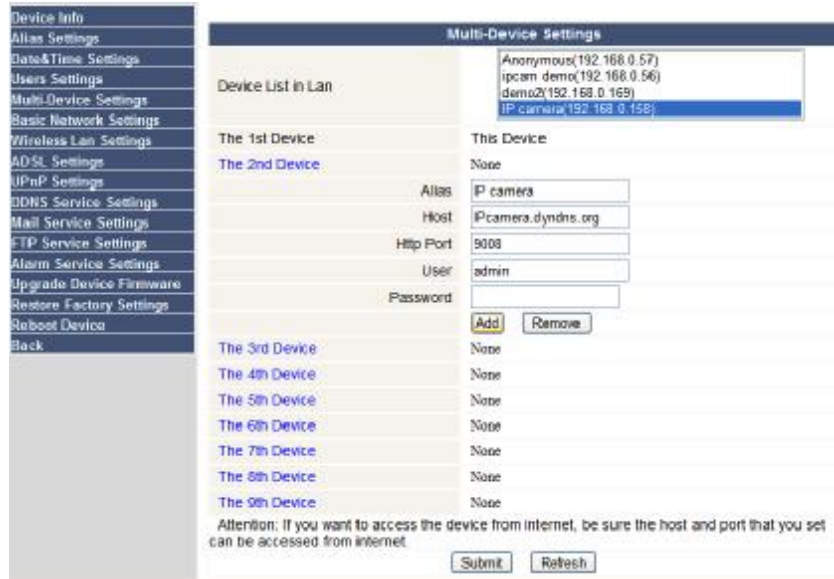 Device Info
Alias Settings
Date&Time Settings
Users Settings
Multi-Device Settings
Basic Network Settings
Wireless Lan Settings
ADSL Settings
UPnP Settings
DDNS Service Settings
Mail Service Settings
FTP Service Settings
Alarm Service Settings
Upgrade Device Firmware
Restore Factory Settings
Reboot Device
Back
Multi-Device Settings
Device List in Lan
Anonymous(192.168.0.57)
ipcam demo(192.168.0.56)
demo2(192.168.0.169)
IP camera(192.168.0.158)
The 1st Device This Device
The 2nd Device None
Alias IP camera
Host IPcamera.dyndns.org
Http Port 9008
User admin
Password
Add Remove
The 3rd Device None
The 4th Device None
The 5th Device None
The 6th Device None
The 7th Device None
The 8th Device None
The 9th Device None
Attention: If you want to access the device from internet, be sure the host and port that you set
can be accessed from internet.
Submit Refresh